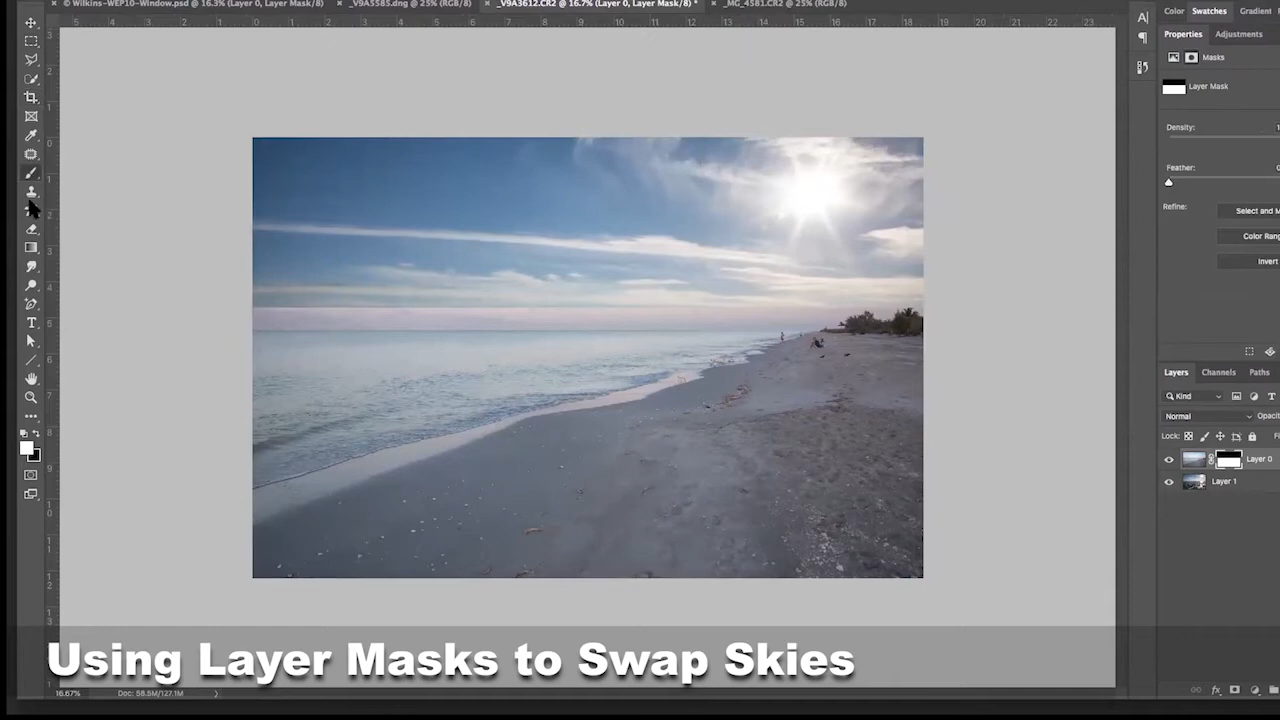 © Wilkins-WEP10-Window.psd @ 16.3% (Layer 0, Layer Mask/8)
_V9A5585.dng @ 25% (RGB/8)
_V9A3612.CR2 @ 16.7% (Layer 0, Layer Mask/8) *
_MG_4581.CR2 @ 25% (RGB/8)
Color Swatches Gradient
Properties Adjustments
Masks
Layer Mask
Density:
Feather:
Refine:
Select and M
Color Rang
Invert
Layers Channels Paths
Kind
Normal Opaci
Lock:
Layer 0
Layer 1
Using Layer Masks to Swap Skies
16.67% Doc: 58.5M/127.1M